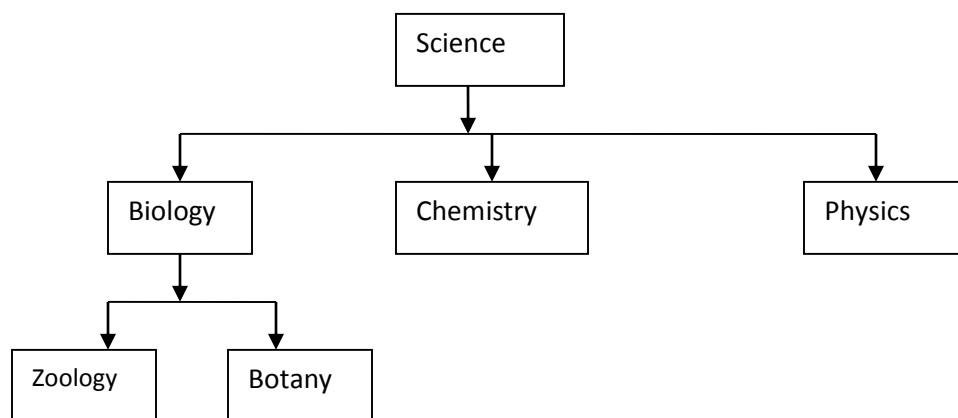 Science
Biology
Chemistry
Physics
Zoology
Botany